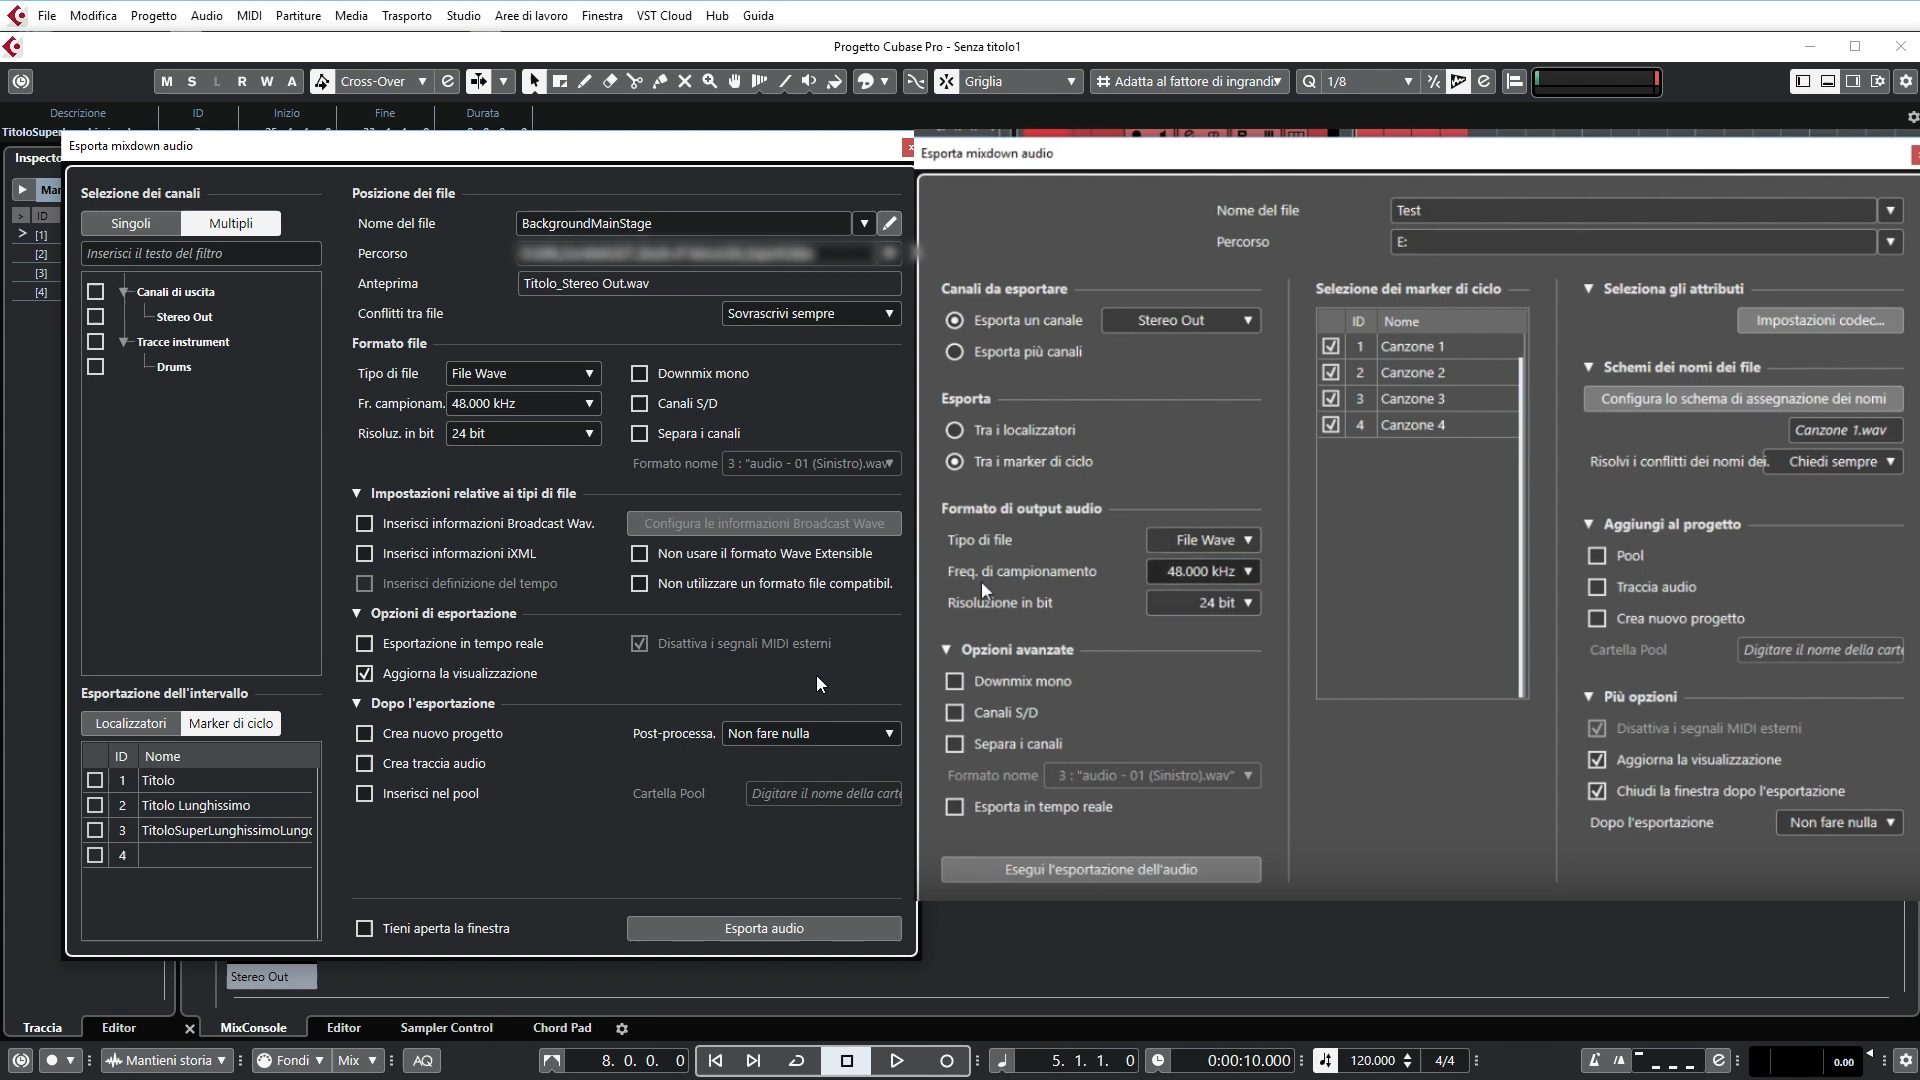 File Modifica Progetto Audio MIDI Partiture Media Trasporto Studio Aree di lavoro Finestra VST Cloud Hub Guida
Progetto Cubase Pro - Senza titolo1
M S L R W A Cross-Over Griglia Adatta al fattore di ingrandi Q 1/8
Descrizione ID Inizio Fine Durata
Inspecto
Mar
ID
[1]
[2]
[3]
[4]
Esporta mixdown audio
Selezione dei canali
Singoli Multipli
Inserisci il testo del filtro
Canali di uscita
Stereo Out
Tracce instrument
Drums
Esportazione dell'intervallo
Localizzatori Marker di ciclo
ID Nome
1 Titolo
2 Titolo Lunghissimo
3 TitoloSuperLunghissimoLungo
4
Posizione dei file
Nome del file BackgroundMainStage
Percorso
Anteprima Titolo_Stereo Out.wav
Conflitti tra file Sovrascrivi sempre
Formato file
Tipo di file File Wave Downmix mono
Fr. campionam. 48.000 kHz Canali S/D
Risoluz. in bit 24 bit Separa i canali
Formato nome 3 : "audio - 01 (Sinistro).wav
Impostazioni relative ai tipi di file
Inserisci informazioni Broadcast Wav. Configura le informazioni Broadcast Wave
Inserisci informazioni iXML Non usare il formato Wave Extensible
Inserisci definizione del tempo Non utilizzare un formato file compatibil.
Opzioni di esportazione
Esportazione in tempo reale Disattiva i segnali MIDI esterni
Aggiorna la visualizzazione
Dopo l'esportazione
Crea nuovo progetto Post-processa. Non fare nulla
Crea traccia audio
Inserisci nel pool Cartella Pool Digitare il nome della carte
Tieni aperta la finestra Esporta audio
Esporta mixdown audio
Nome del file Test
Percorso E:
Canali da esportare
Esporta un canale Stereo Out
Esporta più canali
Esporta
Tra i localizzatori
Tra i marker di ciclo
Formato di output audio
Tipo di file File Wave
Freq. di campionamento 48.000 kHz
Risoluzione in bit 24 bit
Opzioni avanzate
Downmix mono
Canali S/D
Separa i canali
Formato nome 3 : "audio - 01 (Sinistro).wav"
Esporta in tempo reale
Esegui l'esportazione dell'audio
Selezione dei marker di ciclo
ID Nome
1 Canzone 1
2 Canzone 2
3 Canzone 3
4 Canzone 4
Seleziona gli attributi
Impostazioni codec...
Schemi dei nomi dei file
Configura lo schema di assegnazione dei nomi
Canzone 1.wav
Risolvi i conflitti dei nomi dei. Chiedi sempre
Aggiungi al progetto
Pool
Traccia audio
Crea nuovo progetto
Cartella Pool Digitare il nome della carte
Più opzioni
Disattiva i segnali MIDI esterni
Aggiorna la visualizzazione
Chiudi la finestra dopo l'esportazione
Dopo l'esportazione Non fare nulla
Stereo Out
Traccia Editor MixConsole Editor Sampler Control Chord Pad
Mantieni storia Fondi Mix AQ 8. 0. 0. 0 5. 1. 1. 0 0:00:10.000 120.000 4/4 0.00